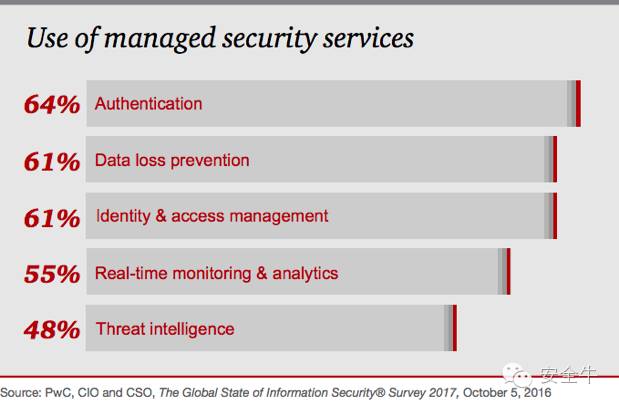 Use of managed security services
64% Authentication
61% Data loss prevention
61% Identity & access management
55% Real-time monitoring & analytics
48% Threat intelligence
安全牛
Source: PwC, CIO and CSO, The Global State of Information Security® Survey 2017, October 5, 2016